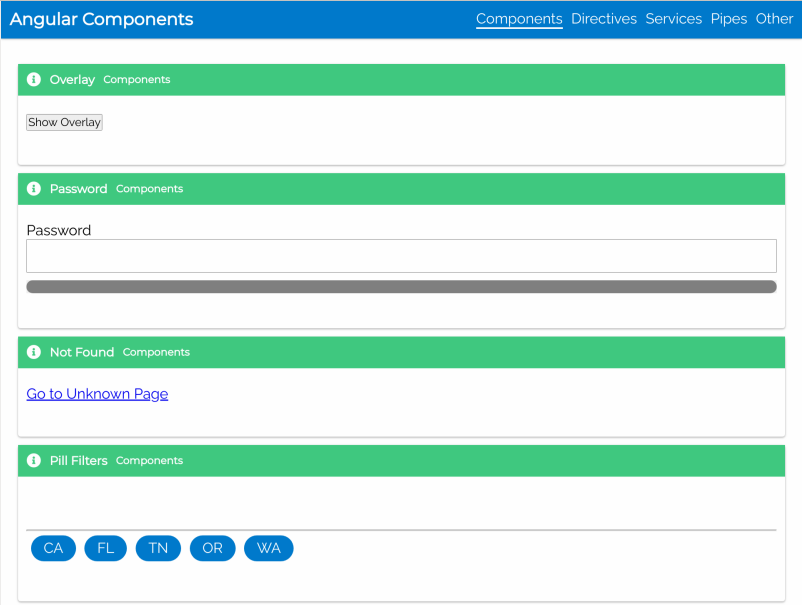 Angular Components Components Directives Services Pipes Other
Overlay Components
Show Overlay
Password Components
Password
Not Found Components
Go to Unknown Page
Pill Filters Components
CA FL TN OR WA